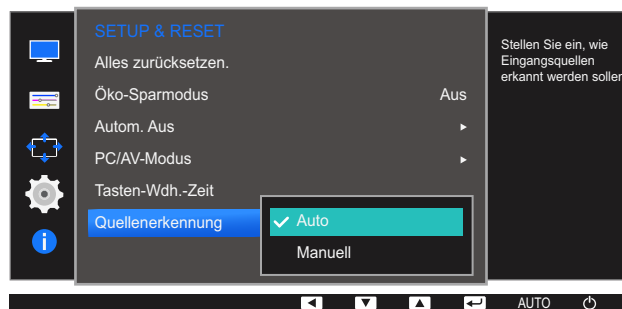 SETUP & RESET
Alles zurücksetzen.
Öko-Sparmodus Aus
Autom. Aus
PC/AV-Modus
Tasten-Wdh.-Zeit
Quellenerkennung
Auto
Manuell
Stellen Sie ein, wie
Eingangsquellen
erkannt werden soller
AUTO